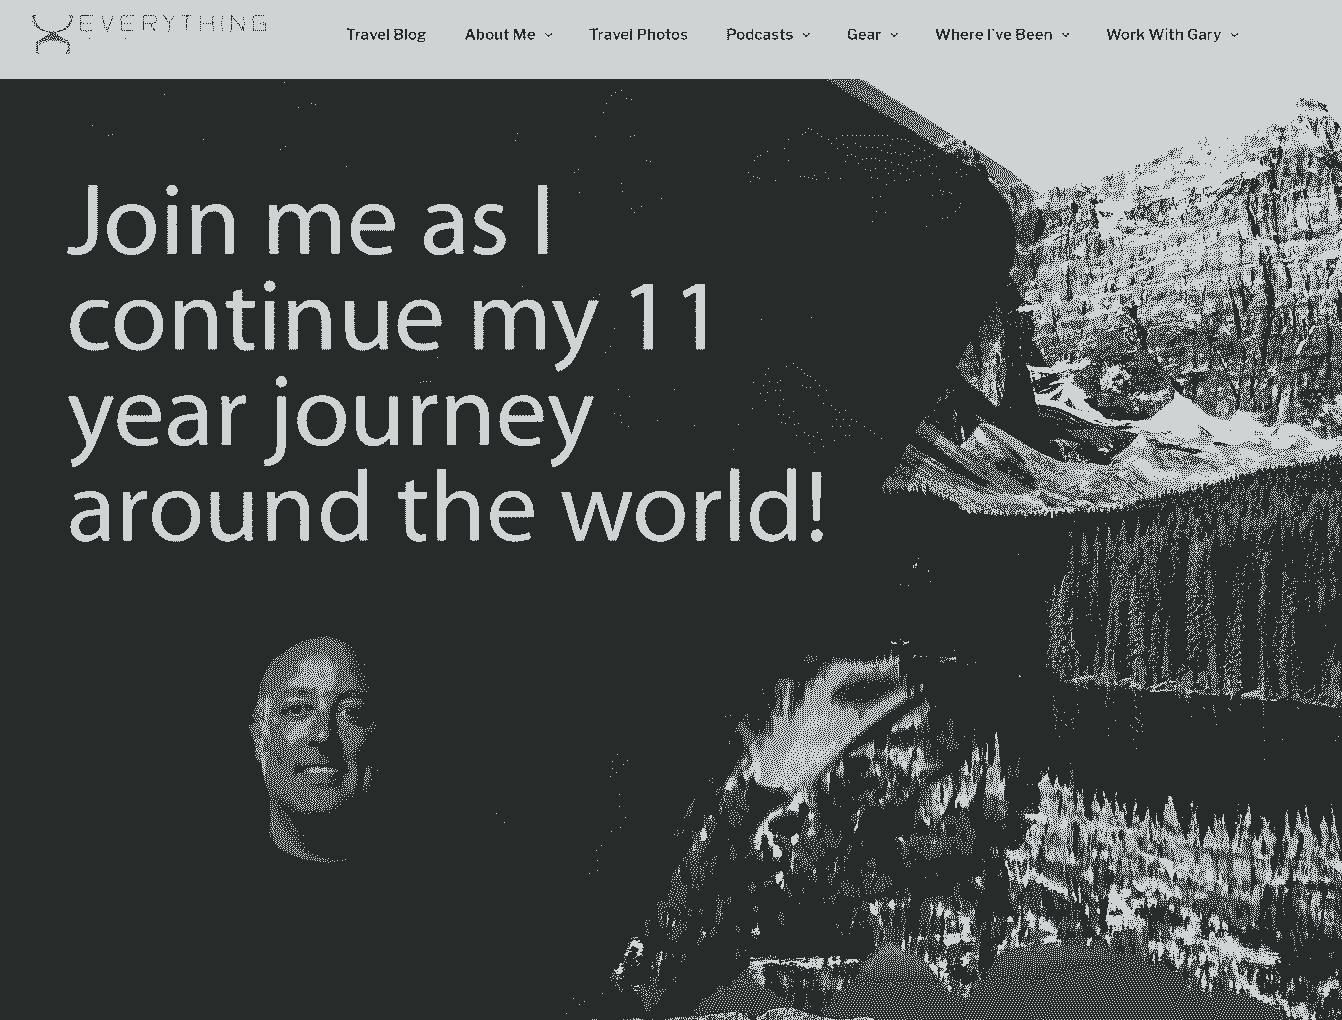 EVERYTHING
Travel Blog About Me Travel Photos Podcasts Gear Where I've Been Work With Gary
Join me as I
continue my 11
year journey
around the world!